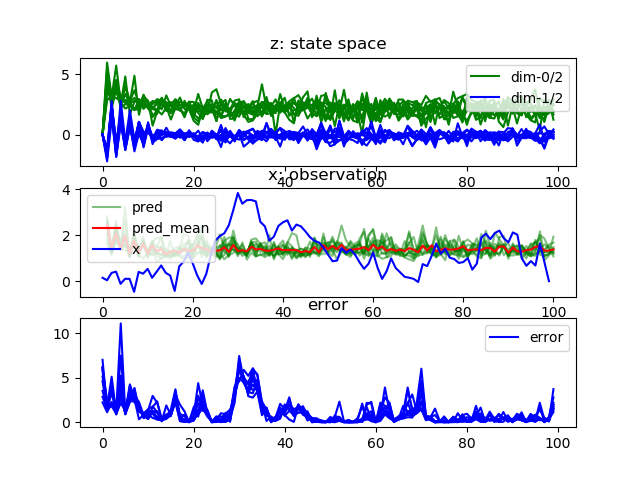 z: state space
5
0
dim-0/2
dim-1/2
0 20 40 60 80 100
x: observation
4
2
0
pred
pred_mean
x
0 20 40 60 80 100
error
10
5
0
error
0 20 40 60 80 100